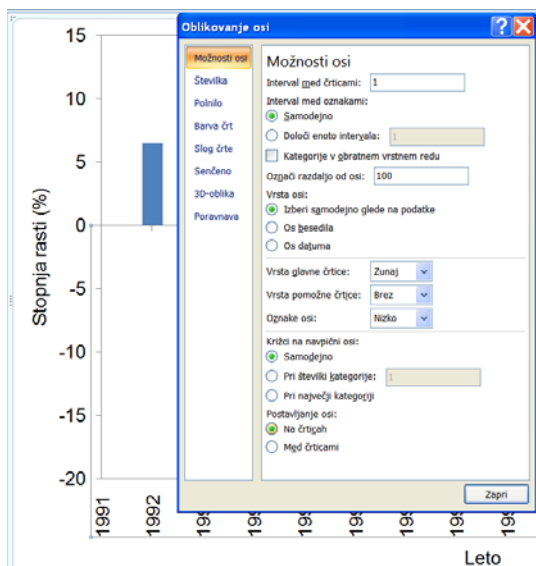 Oblikovanje osi
Možnosti osi
Številka
Polnilo
Barva črt
Slog črte
Senčeno
3D-oblika
Poravnava
Možnosti osi
Interval med črticami: 1
Interval med oznakami:
Samodejno
Določi enoto intervala: 1
Kategorije v obratnem vrstnem redu
Označi razdaljo od osi: 100
Vrsta osi:
Izberi samodejno glede na podatke
Os besedila
Os datuma
Vrsta glavne črtice: Zunaj
Vrsta pomožne črtice: Brez
Oznake osi: Nizko
Križci na navpični osi:
Samodejno
Pri številki kategorije: 1
Pri največji kategoriji
Postavljanje osi:
Na črticah
Med črticami
Zapri
Stopnja rasti (%)
15
10
5
0
-5
-10
-15
-20
1991
1992
Leto